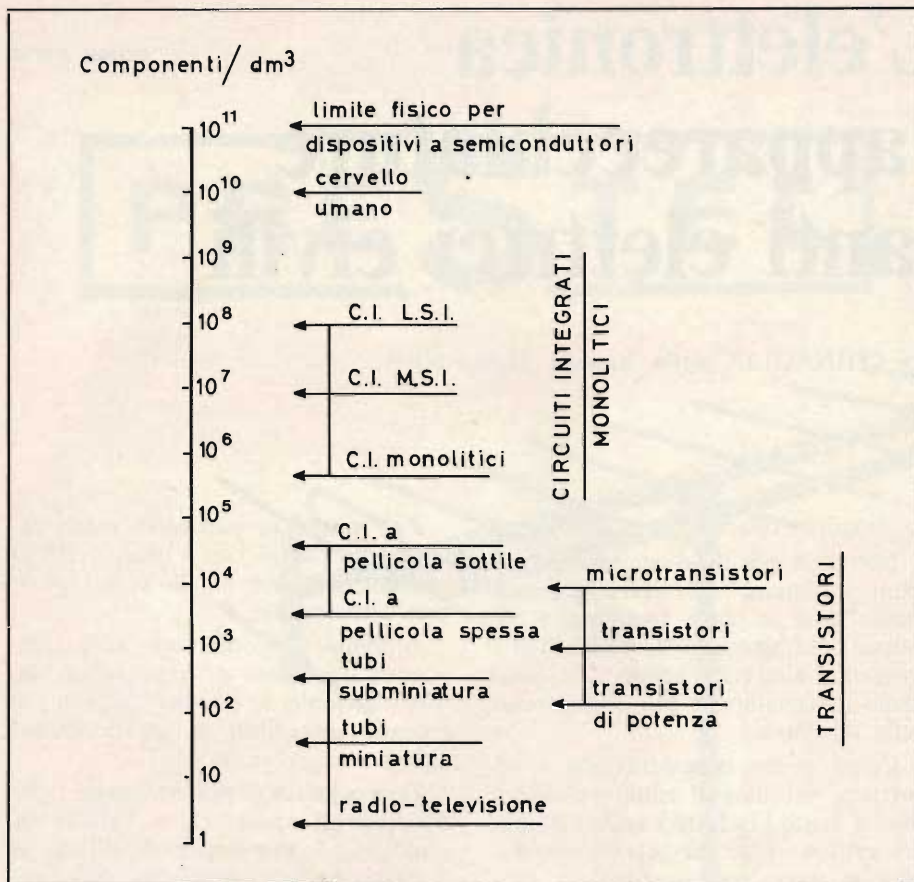 Componenti / dm³
10¹¹
10¹⁰
10⁹
10⁸
10⁷
10⁶
10⁵
10⁴
10³
10²
10
1
limite fisico per
dispositivi a semiconduttori
cervello
umano
C.I. L.S.I.
C.I. M.S.I.
C.I. monolitici
C.I. a
pellicola sottile
C.I. a
pellicola spessa
tubi
subminiatura
tubi
miniatura
radio-televisione
CIRCUITI INTEGRATI
MONOLITICI
microtransistori
transistori
transistori
di potenza
TRANSISTORI